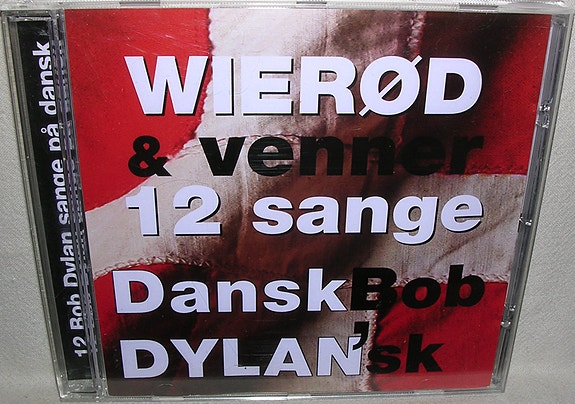 12 Bob Dylan sange på dansk
WIERØD
& venner
12 sange
DanskBob
DYLAN'sk